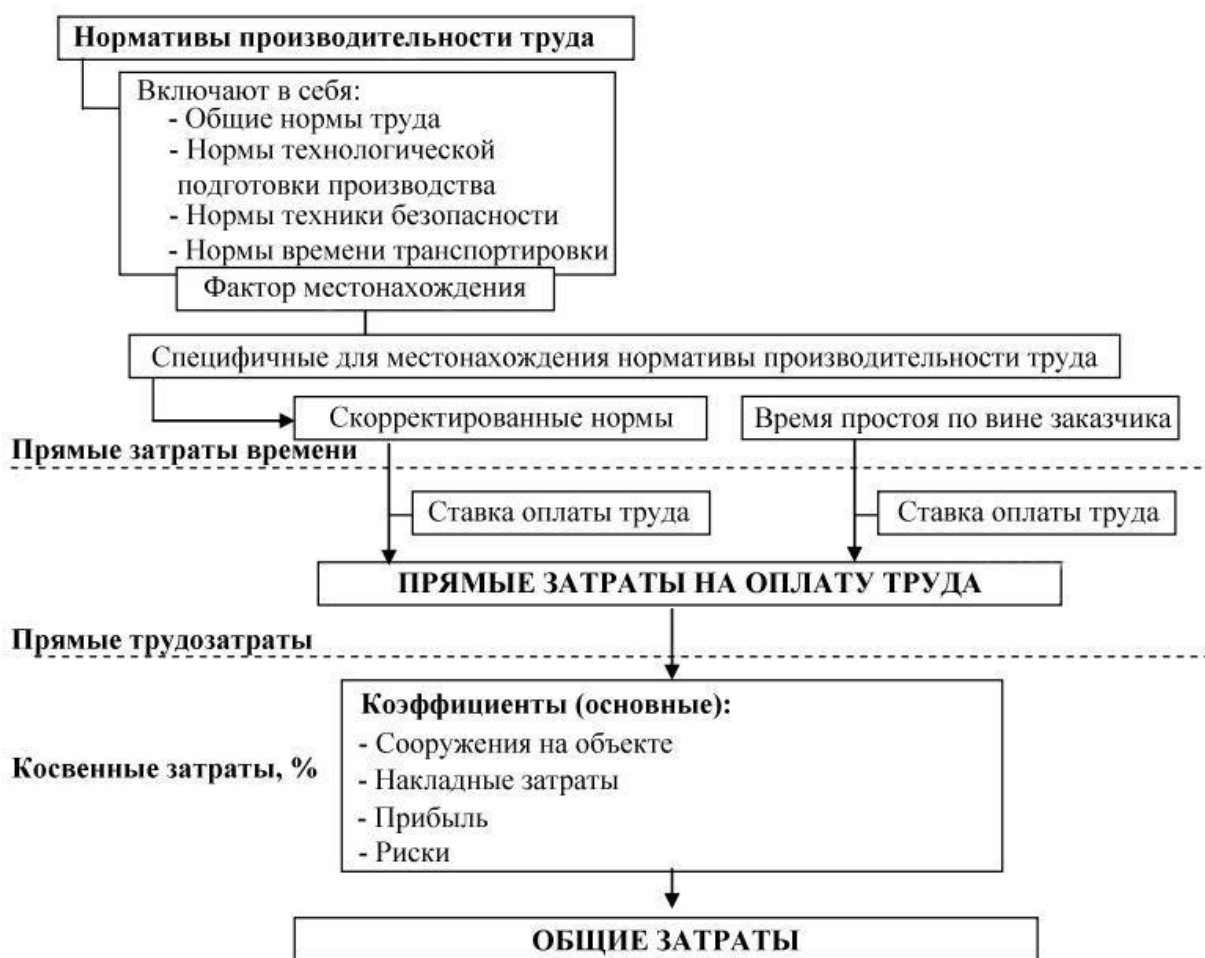 Нормативы производительности труда
Включают в себя:
- Общие нормы труда
- Нормы технологической
подготовки производства
- Нормы техники безопасности
- Нормы времени транспортировки
Фактор местонахождения
Специфичные для местонахождения нормативы производительности труда
Скорректированные нормы
Время простоя по вине заказчика
Прямые затраты времени
Ставка оплаты труда
Ставка оплаты труда
ПРЯМЫЕ ЗАТРАТЫ НА ОПЛАТУ ТРУДА
Прямые трудозатраты
Коэффициенты (основные):
- Сооружения на объекте
Косвенные затраты, %
- Накладные затраты
- Прибыль
- Риски
ОБЩИЕ ЗАТРАТЫ